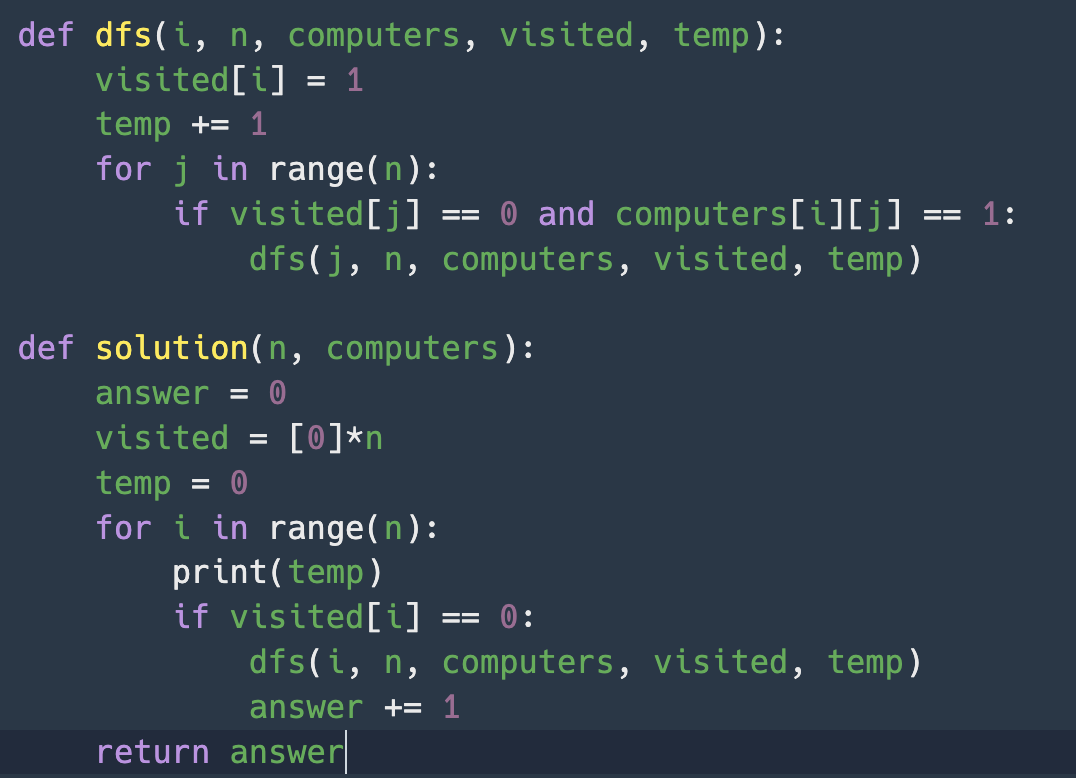 def dfs(i, n, computers, visited, temp):
    visited[i] = 1
    temp += 1
    for j in range(n):
        if visited[j] == 0 and computers[i][j] == 1:
            dfs(j, n, computers, visited, temp)

def solution(n, computers):
    answer = 0
    visited = [0]*n
    temp = 0
    for i in range(n):
        print(temp)
        if visited[i] == 0:
            dfs(i, n, computers, visited, temp)
            answer += 1
    return answer